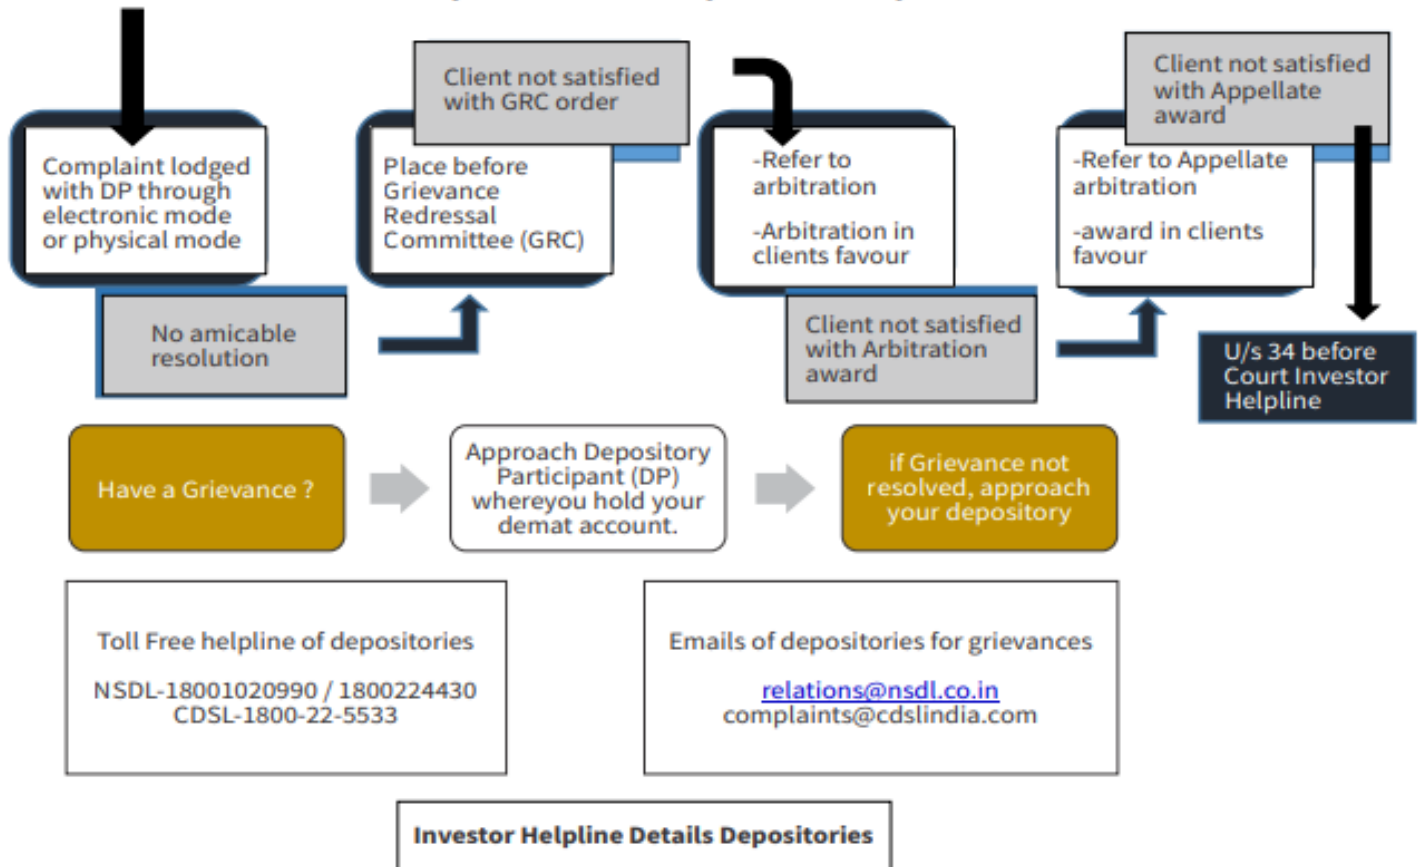 Client not satisfied
with GRC order
Client not satisfied
with Appellate
award
Complaint lodged
with DP through
electronic mode
or physical mode
Place before
Grievance
Redressal
Committee (GRC)
-Refer to
arbitration
-Arbitration in
clients favour
-Refer to Appellate
arbitration
-award in clients
favour
No amicable
resolution
Client not satisfied
with Arbitration
award
U/s 34 before
Court Investor
Helpline
Have a Grievance ?
Approach Depository
Participant (DP)
whereyou hold your
demat account.
if Grievance not
resolved, approach
your depository
Toll Free helpline of depositories
NSDL-18001020990 / 1800224430
CDSL-1800-22-5533
Emails of depositories for grievances
relations@nsdl.co.in
complaints@cdslindia.com
Investor Helpline Details Depositories